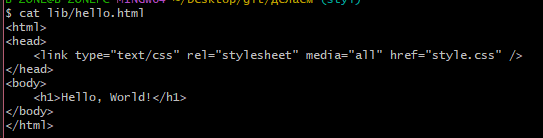 $ cat lib/hello.html
<html>
<head>
    <link type="text/css" rel="stylesheet" media="all" href="style.css" />
</head>
<body>
    <h1>Hello, World!</h1>
</body>
</html>